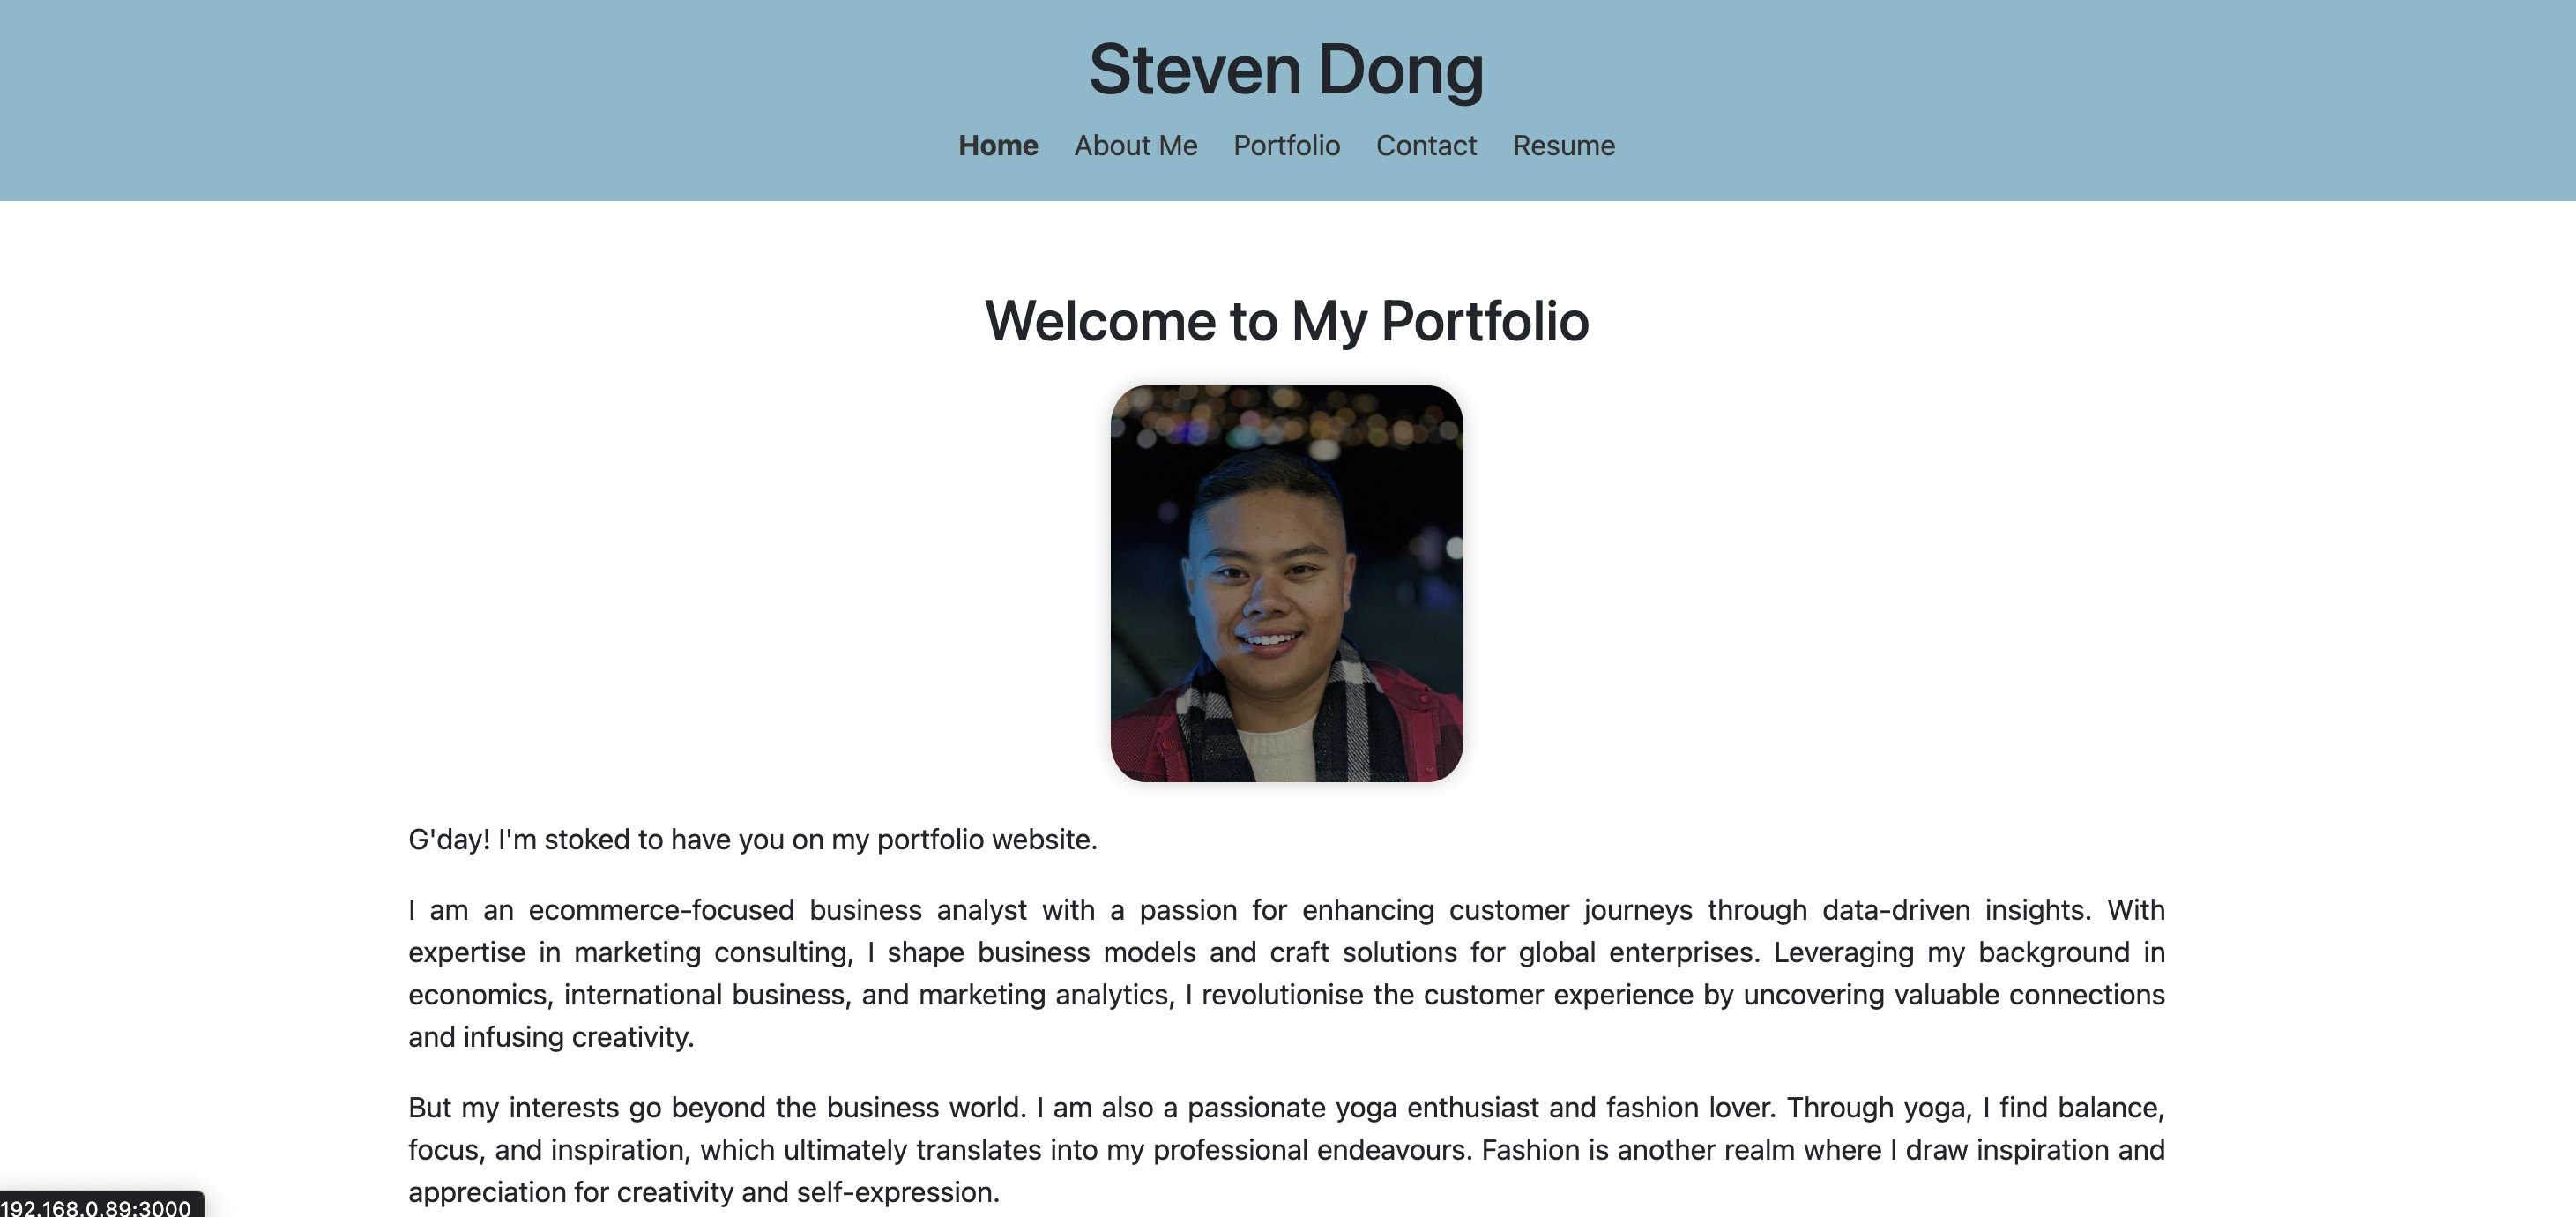 Steven Dong
Home About Me Portfolio Contact Resume
Welcome to My Portfolio
G'day! I'm stoked to have you on my portfolio website.
I am an ecommerce-focused business analyst with a passion for enhancing customer journeys through data-driven insights. With
expertise in marketing consulting, I shape business models and craft solutions for global enterprises. Leveraging my background in
economics, international business, and marketing analytics, I revolutionise the customer experience by uncovering valuable connections
and infusing creativity.
But my interests go beyond the business world. I am also a passionate yoga enthusiast and fashion lover. Through yoga, I find balance,
focus, and inspiration, which ultimately translates into my professional endeavours. Fashion is another realm where I draw inspiration and
appreciation for creativity and self-expression.
192.168.0.89:3000